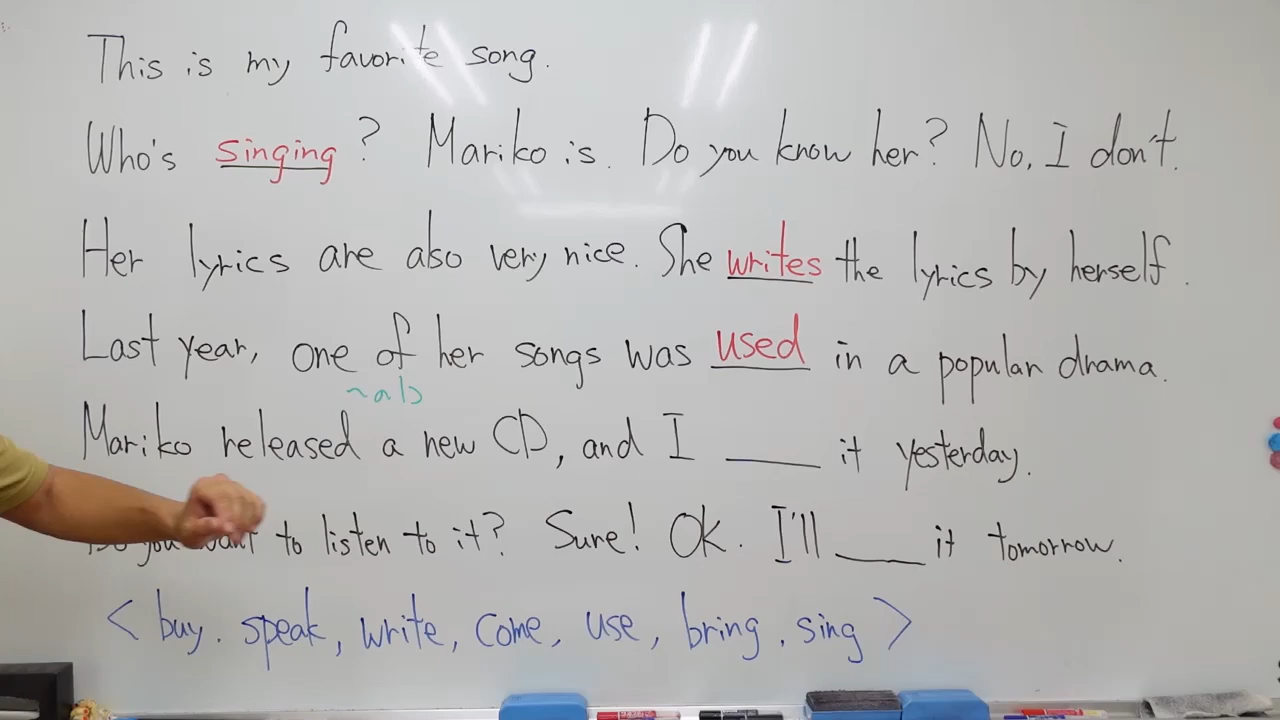 This is my favorite song.
Who's singing? Mariko is. Do you know her? No, I don't.
Her lyrics are also very nice. She writes the lyrics by herself.
Last year, one of her songs was used in a popular drama.
Mariko released a new CD, and I ____ it yesterday.
you want to listen to it? Sure! Ok. I'll ____ it tomorrow.
< buy, speak, write, come, use, bring, sing >